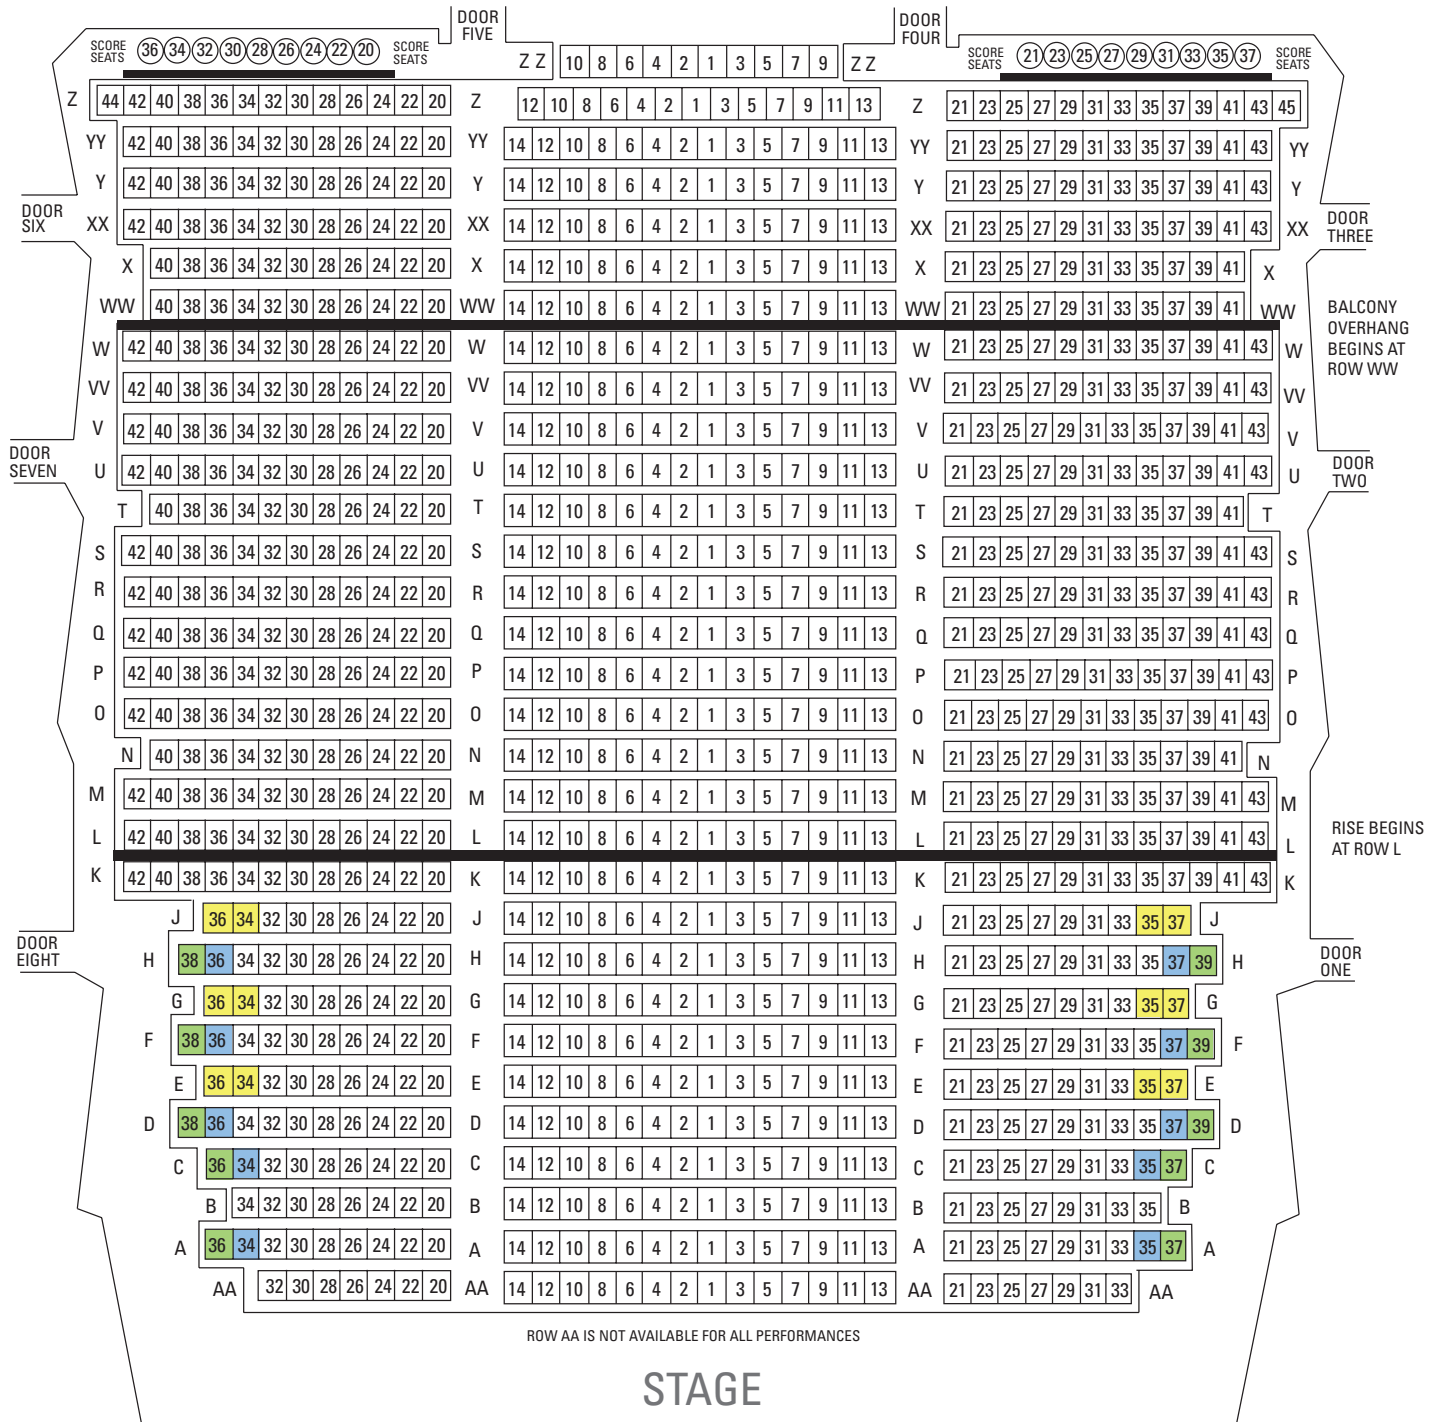 DOOR FIVE DOOR FOUR
SCORE SEATS 36 34 32 30 28 26 24 22 20 SCORE SEATS ZZ 10 8 6 4 2 1 3 5 7 9 ZZ SCORE SEATS 21 23 25 27 29 31 33 35 37 SCORE SEATS
Z 44 42 40 38 36 34 32 30 28 26 24 22 20 Z 12 10 8 6 4 2 1 3 5 7 9 11 13 Z 21 23 25 27 29 31 33 35 37 39 41 43 45
YY 42 40 38 36 34 32 30 28 26 24 22 20 YY 14 12 10 8 6 4 2 1 3 5 7 9 11 13 YY 21 23 25 27 29 31 33 35 37 39 41 43 YY
Y 42 40 38 36 34 32 30 28 26 24 22 20 Y 14 12 10 8 6 4 2 1 3 5 7 9 11 13 Y 21 23 25 27 29 31 33 35 37 39 41 43 Y
DOOR SIX
XX 42 40 38 36 34 32 30 28 26 24 22 20 XX 14 12 10 8 6 4 2 1 3 5 7 9 11 13 XX 21 23 25 27 29 31 33 35 37 39 41 43 XX
DOOR THREE
X 40 38 36 34 32 30 28 26 24 22 20 X 14 12 10 8 6 4 2 1 3 5 7 9 11 13 X 21 23 25 27 29 31 33 35 37 39 41 X
WW 40 38 36 34 32 30 28 26 24 22 20 WW 14 12 10 8 6 4 2 1 3 5 7 9 11 13 WW 21 23 25 27 29 31 33 35 37 39 41 WW
BALCONY
OVERHANG
BEGINS AT
ROW WW
W 42 40 38 36 34 32 30 28 26 24 22 20 W 14 12 10 8 6 4 2 1 3 5 7 9 11 13 W 21 23 25 27 29 31 33 35 37 39 41 43 W
VV 42 40 38 36 34 32 30 28 26 24 22 20 VV 14 12 10 8 6 4 2 1 3 5 7 9 11 13 VV 21 23 25 27 29 31 33 35 37 39 41 43 VV
V 42 40 38 36 34 32 30 28 26 24 22 20 V 14 12 10 8 6 4 2 1 3 5 7 9 11 13 V 21 23 25 27 29 31 33 35 37 39 41 43 V
DOOR SEVEN
U 42 40 38 36 34 32 30 28 26 24 22 20 U 14 12 10 8 6 4 2 1 3 5 7 9 11 13 U 21 23 25 27 29 31 33 35 37 39 41 43 U
DOOR TWO
T 40 38 36 34 32 30 28 26 24 22 20 T 14 12 10 8 6 4 2 1 3 5 7 9 11 13 T 21 23 25 27 29 31 33 35 37 39 41 T
S 42 40 38 36 34 32 30 28 26 24 22 20 S 14 12 10 8 6 4 2 1 3 5 7 9 11 13 S 21 23 25 27 29 31 33 35 37 39 41 43 S
R 42 40 38 36 34 32 30 28 26 24 22 20 R 14 12 10 8 6 4 2 1 3 5 7 9 11 13 R 21 23 25 27 29 31 33 35 37 39 41 43 R
Q 42 40 38 36 34 32 30 28 26 24 22 20 Q 14 12 10 8 6 4 2 1 3 5 7 9 11 13 Q 21 23 25 27 29 31 33 35 37 39 41 43 Q
P 42 40 38 36 34 32 30 28 26 24 22 20 P 14 12 10 8 6 4 2 1 3 5 7 9 11 13 P 21 23 25 27 29 31 33 35 37 39 41 43 P
O 42 40 38 36 34 32 30 28 26 24 22 20 O 14 12 10 8 6 4 2 1 3 5 7 9 11 13 O 21 23 25 27 29 31 33 35 37 39 41 43 O
N 40 38 36 34 32 30 28 26 24 22 20 N 14 12 10 8 6 4 2 1 3 5 7 9 11 13 N 21 23 25 27 29 31 33 35 37 39 41 N
M 42 40 38 36 34 32 30 28 26 24 22 20 M 14 12 10 8 6 4 2 1 3 5 7 9 11 13 M 21 23 25 27 29 31 33 35 37 39 41 43 M
L 42 40 38 36 34 32 30 28 26 24 22 20 L 14 12 10 8 6 4 2 1 3 5 7 9 11 13 L 21 23 25 27 29 31 33 35 37 39 41 43 L
RISE BEGINS
AT ROW L
K 42 40 38 36 34 32 30 28 26 24 22 20 K 14 12 10 8 6 4 2 1 3 5 7 9 11 13 K 21 23 25 27 29 31 33 35 37 39 41 43 K
J 36 34 32 30 28 26 24 22 20 J 14 12 10 8 6 4 2 1 3 5 7 9 11 13 J 21 23 25 27 29 31 33 35 37 J
DOOR EIGHT
H 38 36 34 32 30 28 26 24 22 20 H 14 12 10 8 6 4 2 1 3 5 7 9 11 13 H 21 23 25 27 29 31 33 35 37 39 H
DOOR ONE
G 36 34 32 30 28 26 24 22 20 G 14 12 10 8 6 4 2 1 3 5 7 9 11 13 G 21 23 25 27 29 31 33 35 37 G
F 38 36 34 32 30 28 26 24 22 20 F 14 12 10 8 6 4 2 1 3 5 7 9 11 13 F 21 23 25 27 29 31 33 35 37 39 F
E 36 34 32 30 28 26 24 22 20 E 14 12 10 8 6 4 2 1 3 5 7 9 11 13 E 21 23 25 27 29 31 33 35 37 E
D 38 36 34 32 30 28 26 24 22 20 D 14 12 10 8 6 4 2 1 3 5 7 9 11 13 D 21 23 25 27 29 31 33 35 37 39 D
C 36 34 32 30 28 26 24 22 20 C 14 12 10 8 6 4 2 1 3 5 7 9 11 13 C 21 23 25 27 29 31 33 35 37 C
B 34 32 30 28 26 24 22 20 B 14 12 10 8 6 4 2 1 3 5 7 9 11 13 B 21 23 25 27 29 31 33 35 B
A 36 34 32 30 28 26 24 22 20 A 14 12 10 8 6 4 2 1 3 5 7 9 11 13 A 21 23 25 27 29 31 33 35 37 A
AA 32 30 28 26 24 22 20 AA 14 12 10 8 6 4 2 1 3 5 7 9 11 13 AA 21 23 25 27 29 31 33 AA
ROW AA IS NOT AVAILABLE FOR ALL PERFORMANCES
STAGE